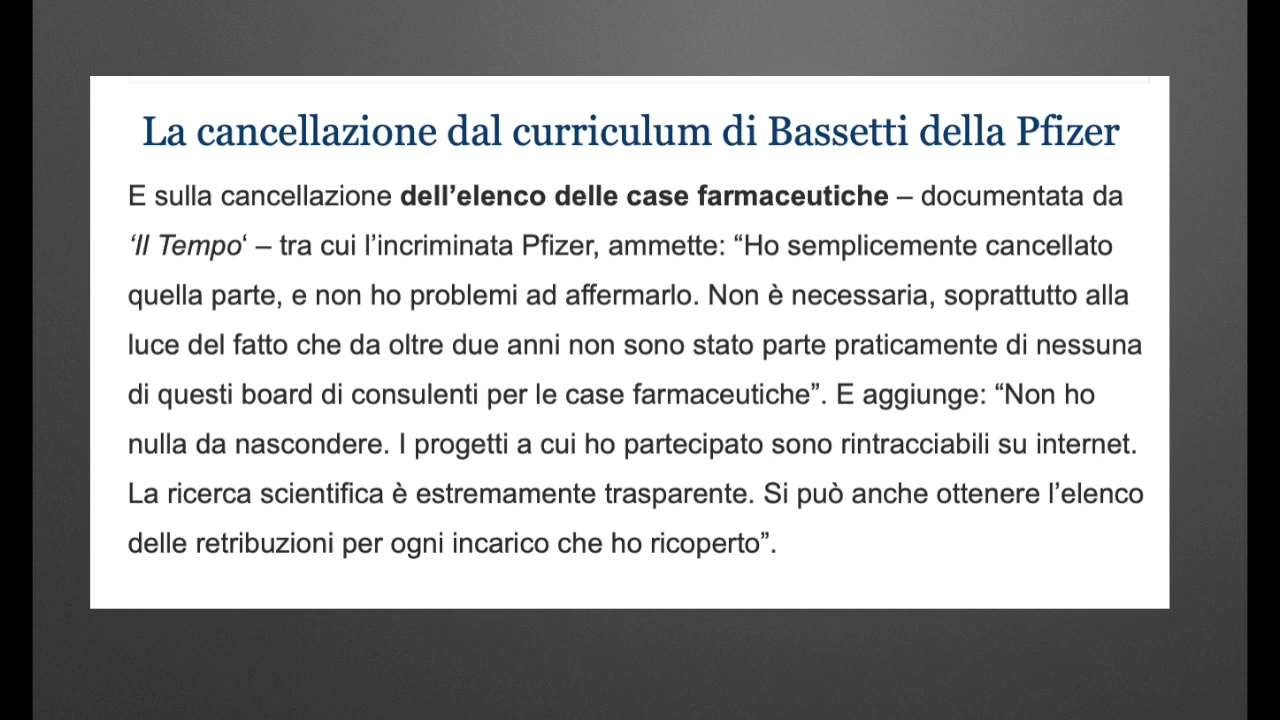 La cancellazione dal curriculum di Bassetti della Pfizer
E sulla cancellazione dell’elenco delle case farmaceutiche – documentata da
‘Il Tempo‘ – tra cui l’incriminata Pfizer, ammette: “Ho semplicemente cancellato
quella parte, e non ho problemi ad affermarlo. Non è necessaria, soprattutto alla
luce del fatto che da oltre due anni non sono stato parte praticamente di nessuna
di questi board di consulenti per le case farmaceutiche”. E aggiunge: “Non ho
nulla da nascondere. I progetti a cui ho partecipato sono rintracciabili su internet.
La ricerca scientifica è estremamente trasparente. Si può anche ottenere l’elenco
delle retribuzioni per ogni incarico che ho ricoperto”.